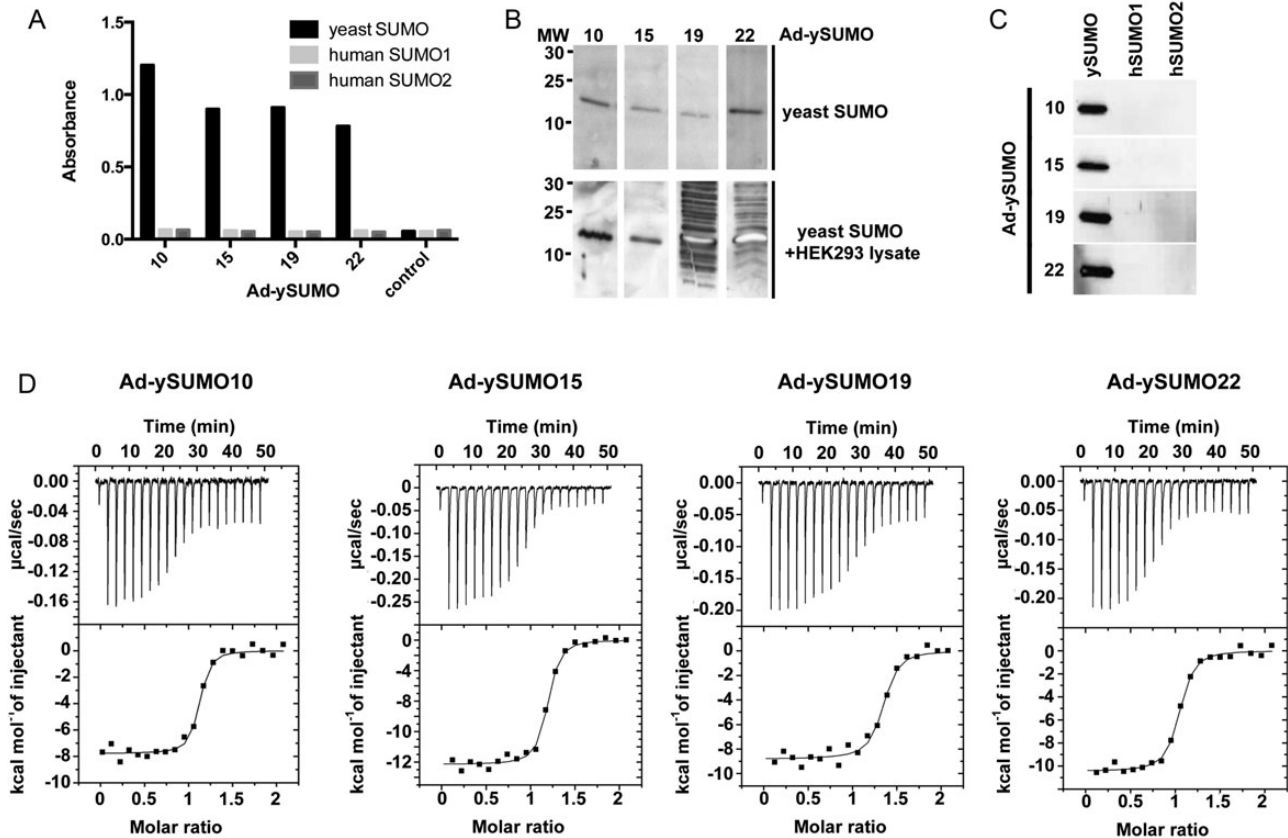 A
1.5
1.0
0.5
0.0
Absorbance
yeast SUMO
human SUMO1
human SUMO2
10
15
19
22
control
Ad-ySUMO
B
MW
10
15
19
22
Ad-ySUMO
30
25
10
yeast SUMO
30
25
10
yeast SUMO
+HEK293 lysate
C
ySUMO
hSUMO1
hSUMO2
Ad-ySUMO
10
15
19
22
D
Ad-ySUMO10
Time (min)
0 10 20 30 40 50
0.00
-0.04
-0.08
-0.12
-0.16
µcal/sec
0
-2
-4
-6
-8
-10
kcal mol⁻¹of injectant
0 0.5 1 1.5 2
Molar ratio
Ad-ySUMO15
Time (min)
0 10 20 30 40 50
0
-0.05
-0.10
-0.15
-0.20
-0.25
µcal/sec
0
-2
-4
-6
-8
-10
-12
kcal mol⁻¹of injectant
0 0.5 1 1.5 2
Molar ratio
Ad-ySUMO19
Time (min)
0 10 20 30 40 50
0.00
-0.05
-0.10
-0.15
-0.20
µcal/sec
0
-2
-4
-6
-8
-10
kcal mol⁻¹of injectant
0 0.5 1 1.5 2
Molar ratio
Ad-ySUMO22
Time (min)
0 10 20 30 40 50
0.00
-0.05
-0.10
-0.15
-0.20
µcal/sec
0
-2
-4
-6
-8
-10
kcal mol⁻¹of injectant
0 0.5 1 1.5 2
Molar ratio